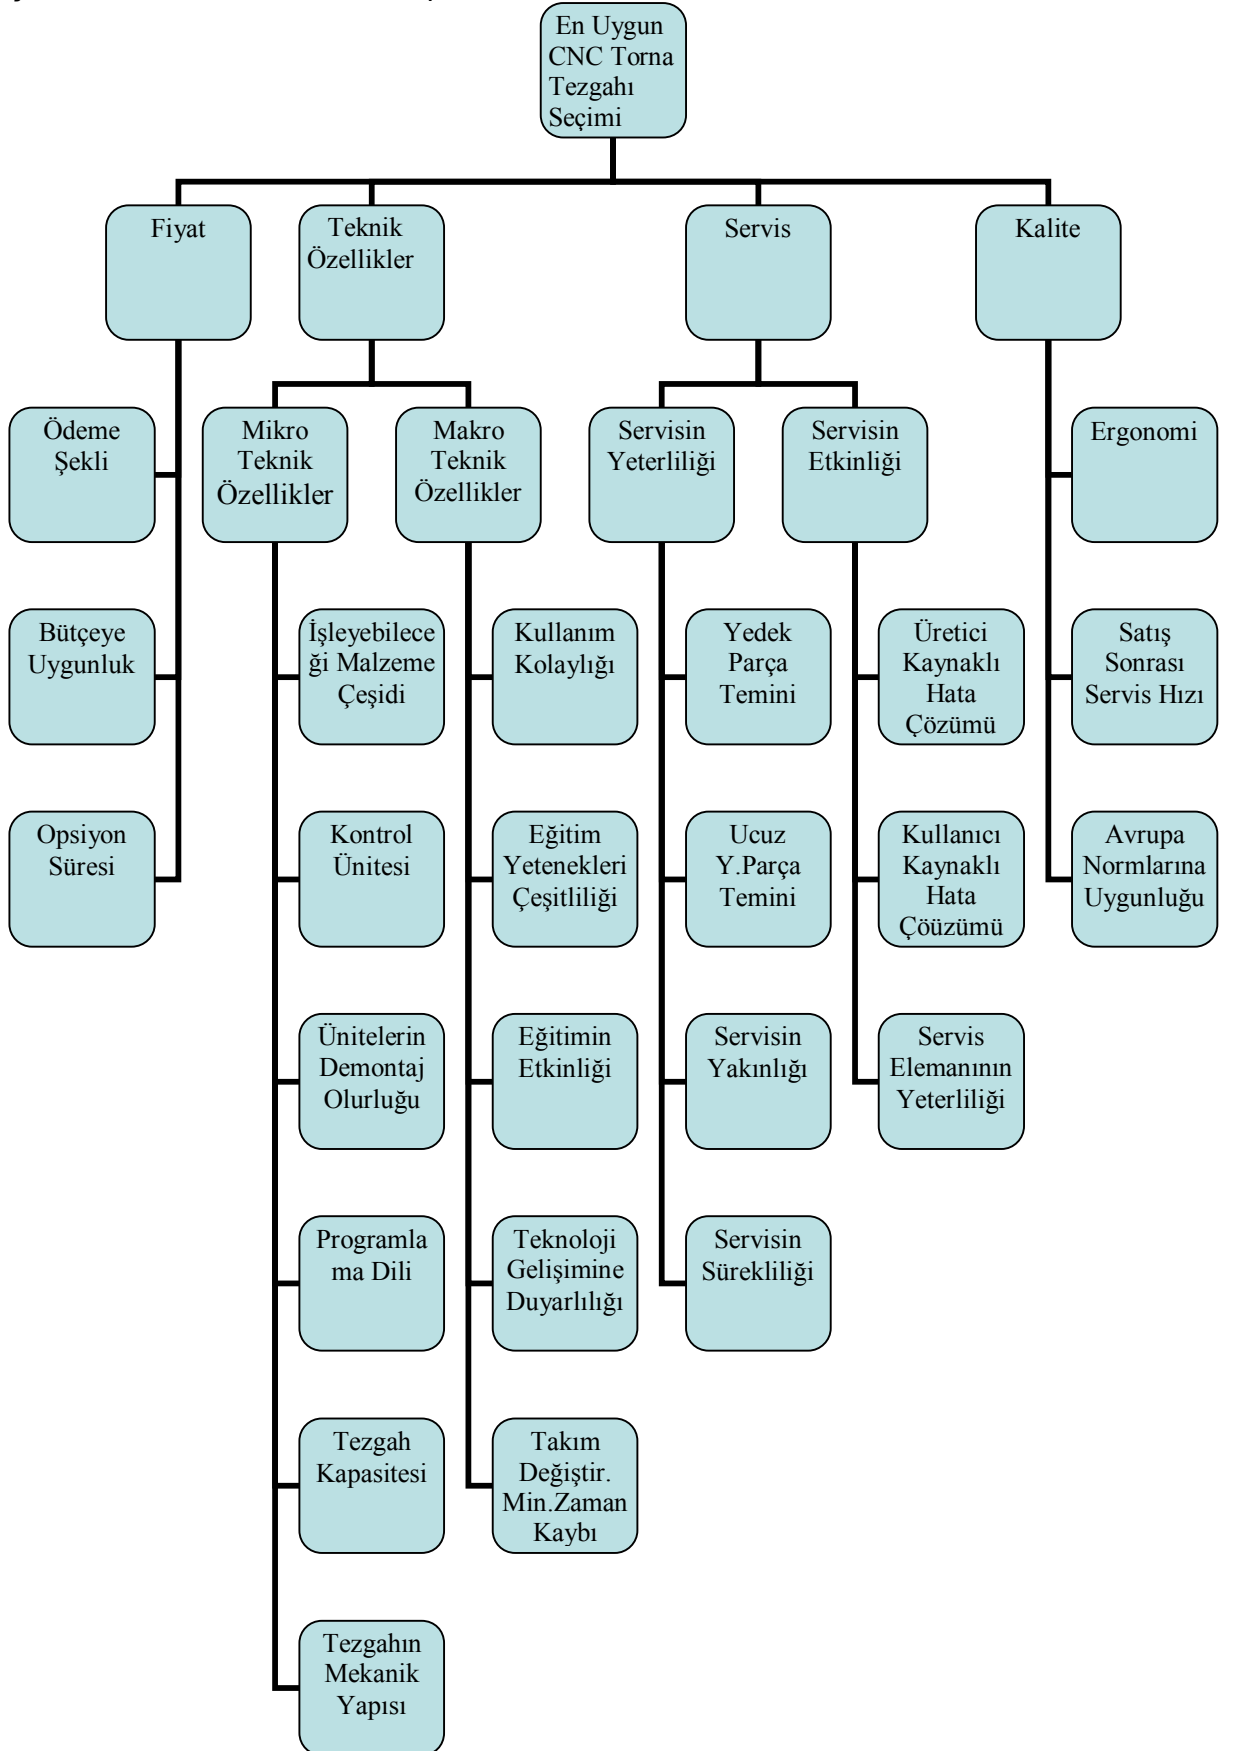 En Uygun
CNC Torna
Tezgahı
Seçimi
Fiyat
Teknik
Özellikler
Servis
Kalite
Ödeme
Şekli
Mikro
Teknik
Özellikler
Makro
Teknik
Özellikler
Servisin
Yeterliliği
Servisin
Etkinliği
Ergonomi
Bütçeye
Uygunluk
İşleyebilece
ği Malzeme
Çeşidi
Kullanım
Kolaylığı
Yedek
Parça
Temini
Üretici
Kaynaklı
Hata
Çözümü
Satış
Sonrası
Servis Hızı
Opsiyon
Süresi
Kontrol
Ünitesi
Eğitim
Yetenekleri
Çeşitliliği
Ucuz
Y.Parça
Temini
Kullanıcı
Kaynaklı
Hata
Çöüzümü
Avrupa
Normlarına
Uygunluğu
Ünitelerin
Demontaj
Olurluğu
Eğitimin
Etkinliği
Servisin
Yakınlığı
Servis
Elemanının
Yeterliliği
Programla
ma Dili
Teknoloji
Gelişimine
Duyarlılığı
Servisin
Sürekliliği
Tezgah
Kapasitesi
Takım
Değiştir.
Min.Zaman
Kaybı
Tezgahın
Mekanik
Yapısı